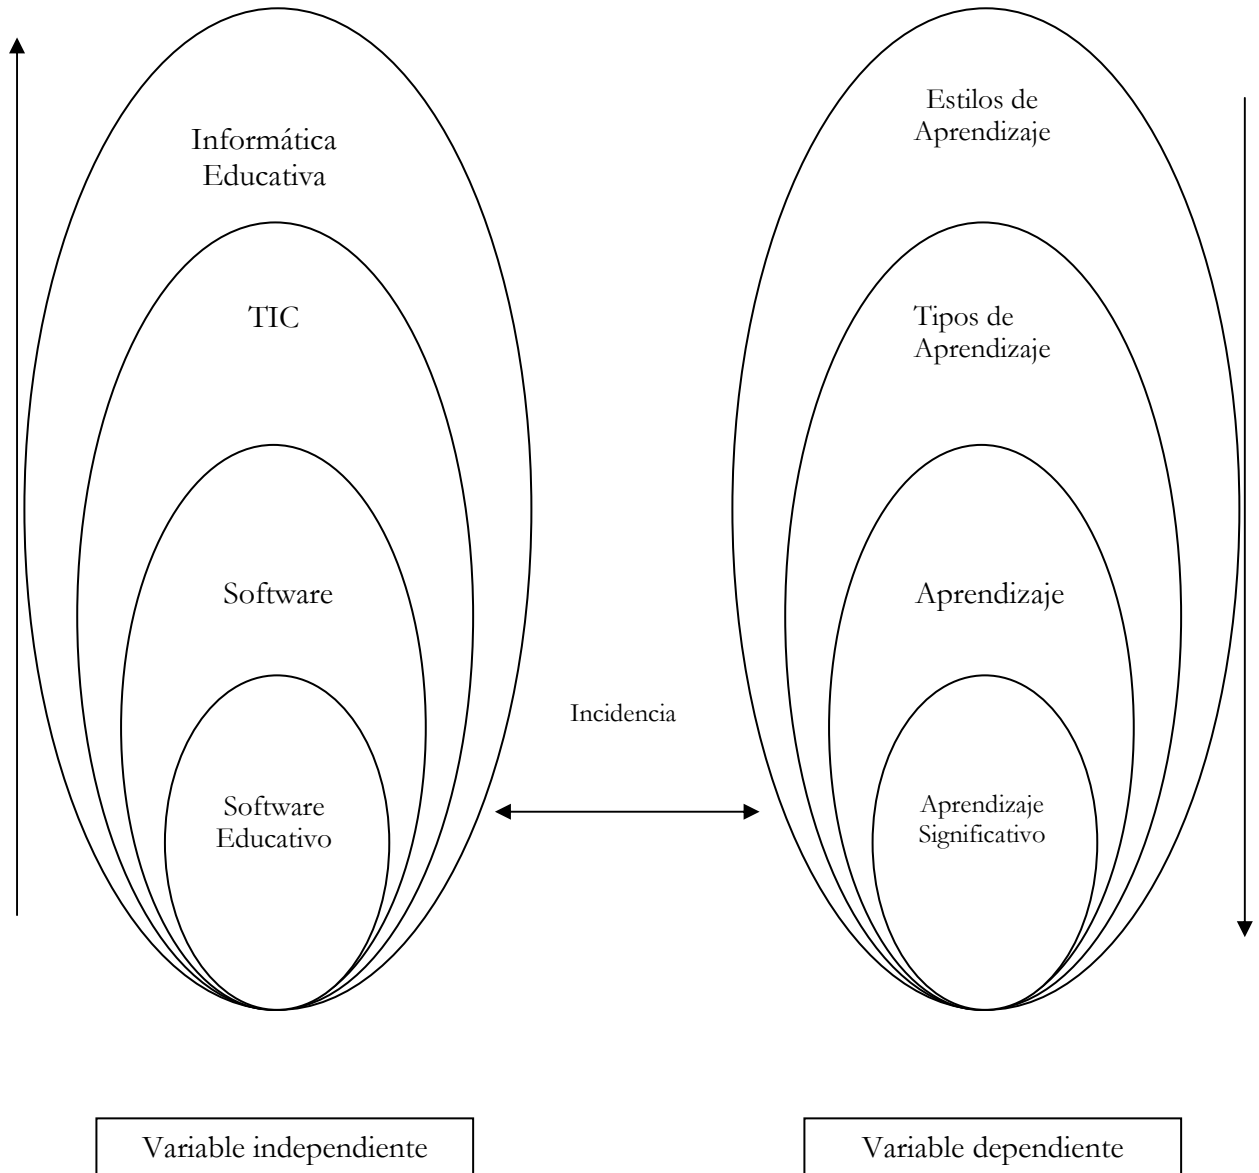 Informática
Educativa
TIC
Software
Software
Educativo
Incidencia
Estilos de
Aprendizaje
Tipos de
Aprendizaje
Aprendizaje
Aprendizaje
Significativo
Variable independiente
Variable dependiente